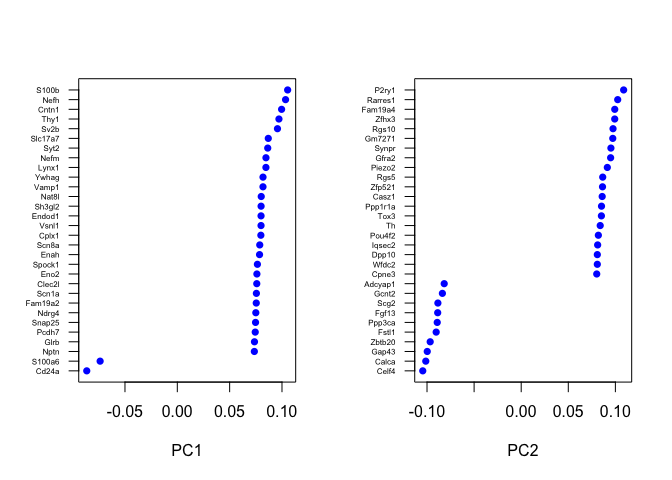 S100b
Nefh
Cntn1
Thy1
Sv2b
Slc17a7
Syt2
Nefm
Lynx1
Ywhag
Vamp1
Nat8l
Sh3gl2
Endod1
Vsnl1
Cplx1
Scn8a
Enah
Spock1
Eno2
Clec2l
Scn1a
Fam19a2
Ndrg4
Snap25
Pcdh7
Glrb
Nptn
S100a6
Cd24a
-0.05 0.00 0.05 0.10
PC1
P2ry1
Rarres1
Fam19a4
Zfhx3
Rgs10
Gm7271
Synpr
Gfra2
Piezo2
Rgs5
Zfp521
Casz1
Ppp1r1a
Tox3
Th
Pou4f2
Iqsec2
Dpp10
Wfdc2
Cpne3
Adcyap1
Gcnt2
Scg2
Fgf13
Ppp3ca
Fstl1
Zbtb20
Gap43
Calca
Celf4
-0.10 0.00 0.05 0.10
PC2